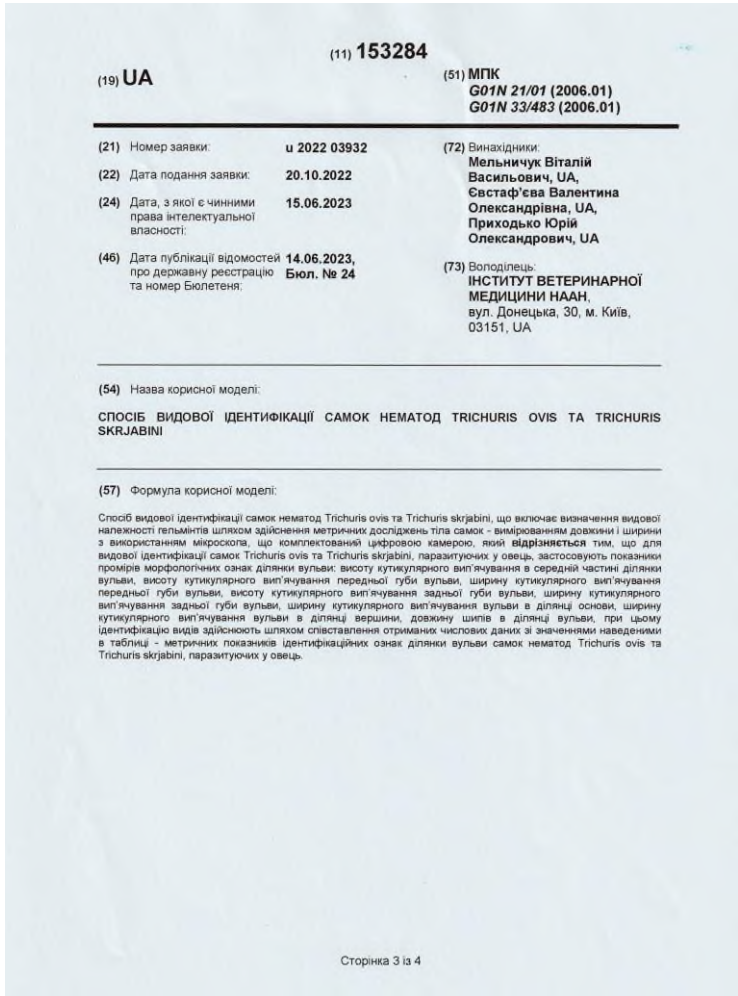 (11) 153284
(19) UA
(51) МПК
G01N 21/01 (2006.01)
G01N 33/483 (2006.01)
(21) Номер заявки: u 2022 03932
(22) Дата подання заявки: 20.10.2022
(24) Дата, з якої є чинними 15.06.2023
права інтелектуальної
власності:
(46) Дата публікації відомостей 14.06.2023,
про державну реєстрацію Бюл. № 24
та номер Бюлетеня:
(72) Винахідники:
Мельничук Віталій
Васильович, UA,
Євстаф'єва Валентина
Олександрівна, UA,
Приходько Юрій
Олександрович, UA
(73) Володілець:
ІНСТИТУТ ВЕТЕРИНАРНОЇ
МЕДИЦИНИ НААН,
вул. Донецька, 30, м. Київ,
03151, UA
(54) Назва корисної моделі:
СПОСІБ ВИДОВОЇ ІДЕНТИФІКАЦІЇ САМОК НЕМАТОД TRICHURIS OVIS ТА TRICHURIS
SKRJABINI
(57) Формула корисної моделі:
Спосіб видової ідентифікації самок нематод Trichuris ovis та Trichuris skrjabini, що включає визначення видової
належності гельмінтів шляхом здійснення метричних досліджень тіла самок - вимірюванням довжини і ширини
з використанням мікроскопа, що комплектований цифровою камерою, який відрізняється тим, що для
видової ідентифікації самок Trichuris ovis та Trichuris skrjabini, паразитуючих у овець, застосовують показники
промірів морфологічних ознак ділянки вульви: висоту кутикулярного вип'ячування в середній частині ділянки
вульви, висоту кутикулярного вип'ячування передньої губи вульви, ширину кутикулярного вип'ячування
передньої губи вульви, висоту кутикулярного вип'ячування задньої губи вульви, ширину кутикулярного
вип'ячування задньої губи вульви, ширину кутикулярного вип'ячування вульви в ділянці основи, ширину
кутикулярного вип'ячування вульви в ділянці вершини, довжину шипів в ділянці вульви, при цьому
ідентифікацію видів здійснюють шляхом співставлення отриманих числових даних зі значеннями наведеними
в таблиці - метричних показників ідентифікаційних ознак ділянки вульви самок нематод Trichuris ovis та
Trichuris skrjabini, паразитуючих у овець.
Сторінка 3 із 4